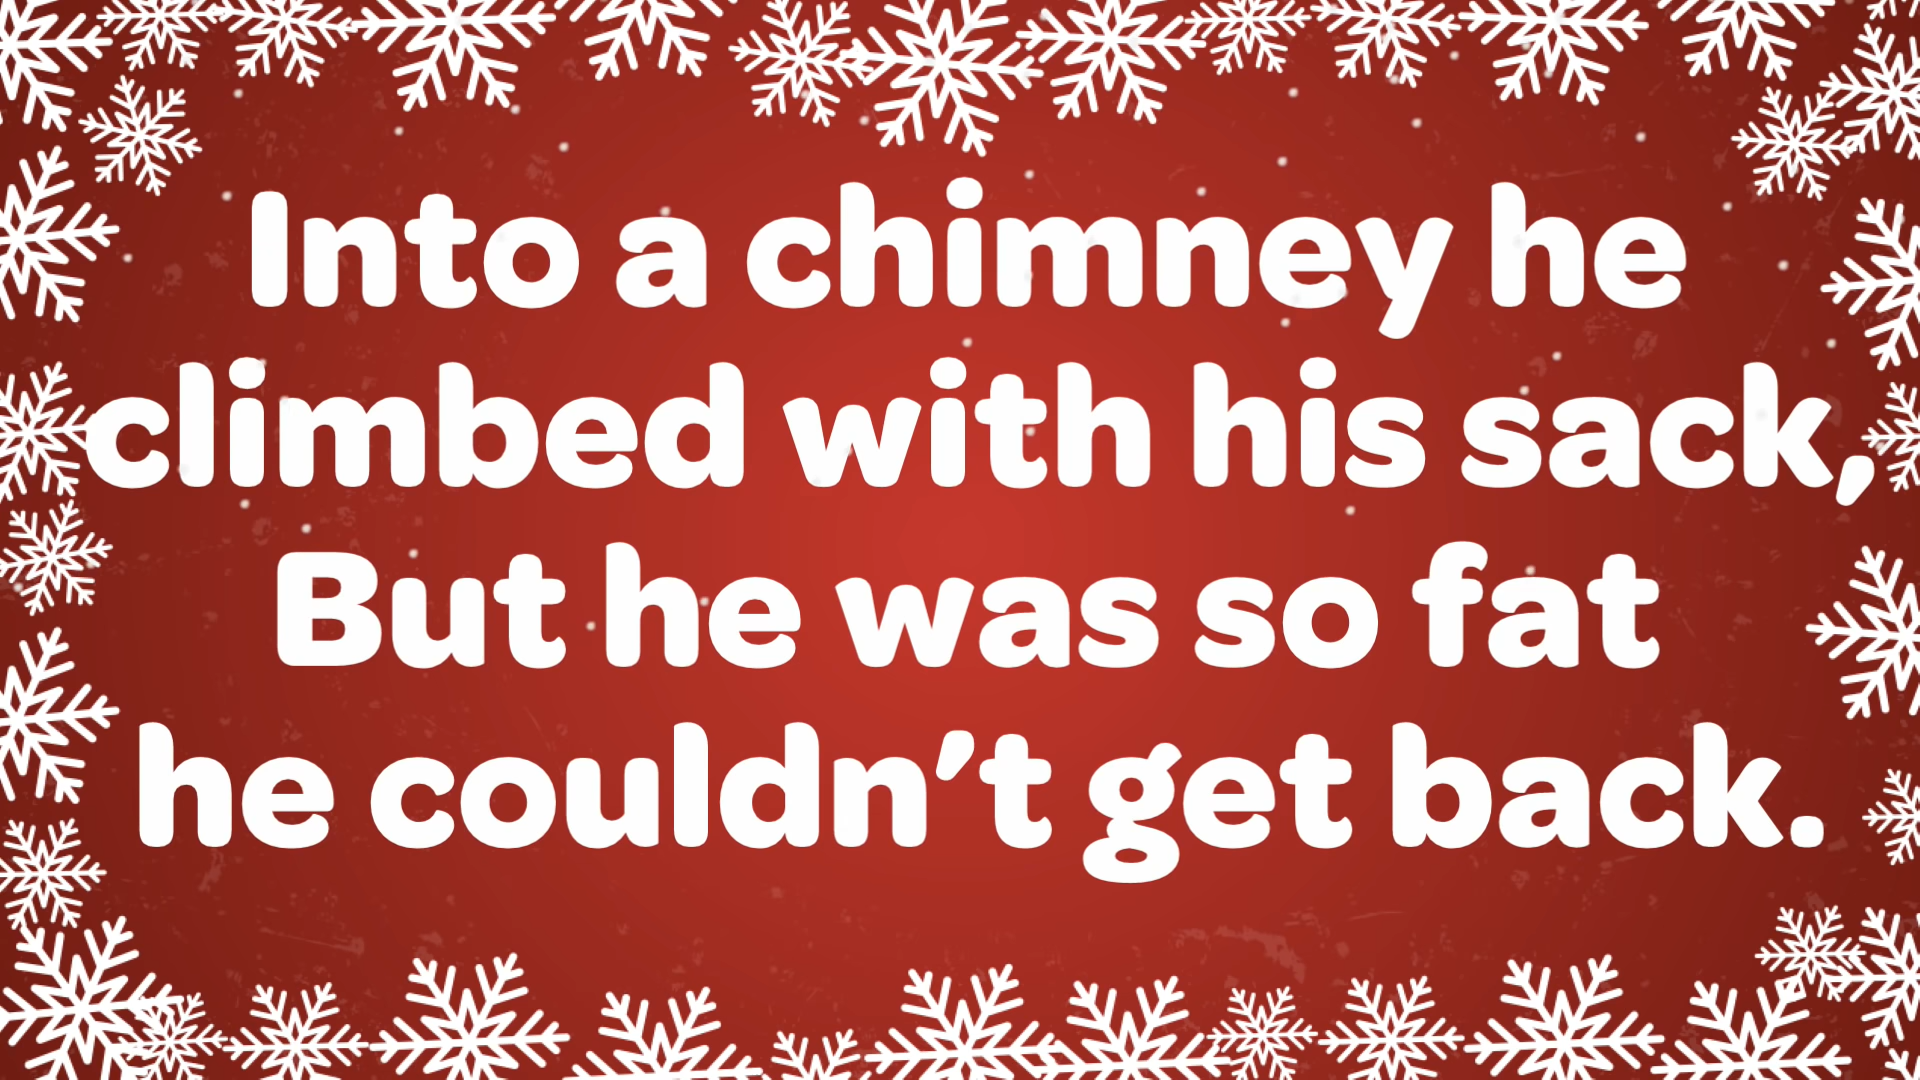 Into a chimney he
climbed with his sack,
But he was so fat
he couldn’t get back.